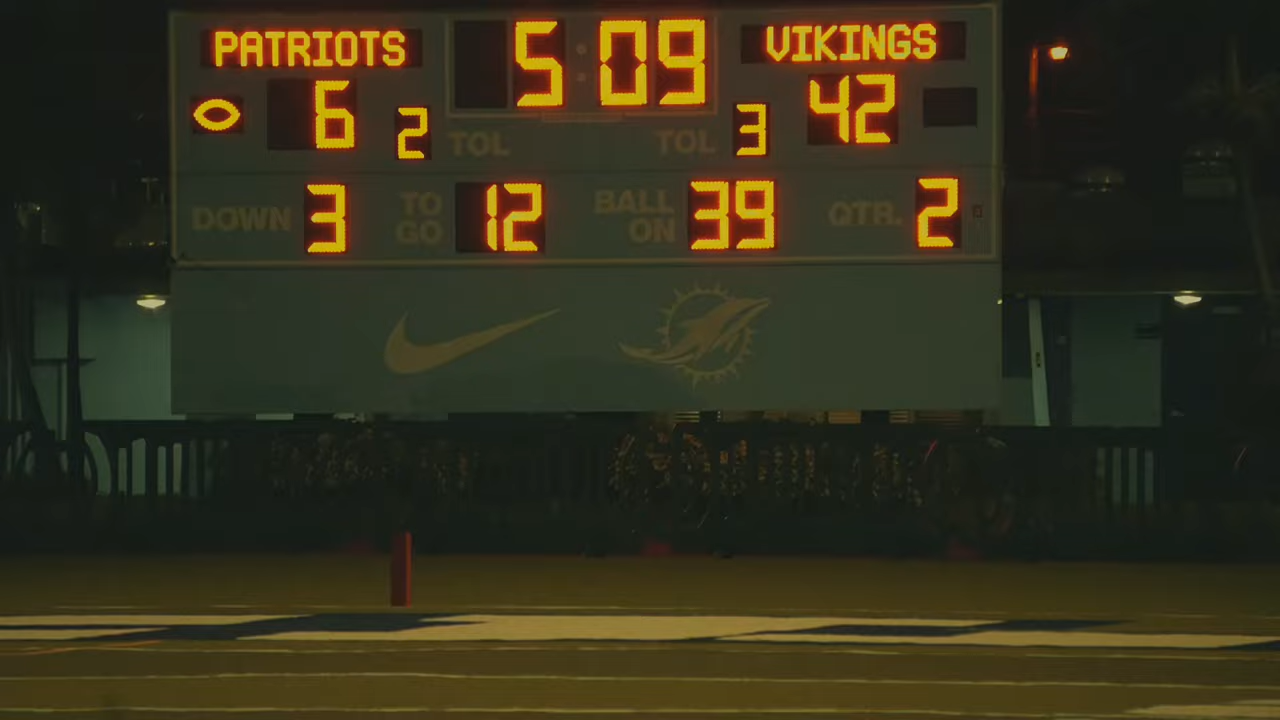 PATRIOTS 5:09 VIKINGS
6 2 TOL TOL 3 42
DOWN 3 TO GO 12 BALL ON 39 QTR. 2